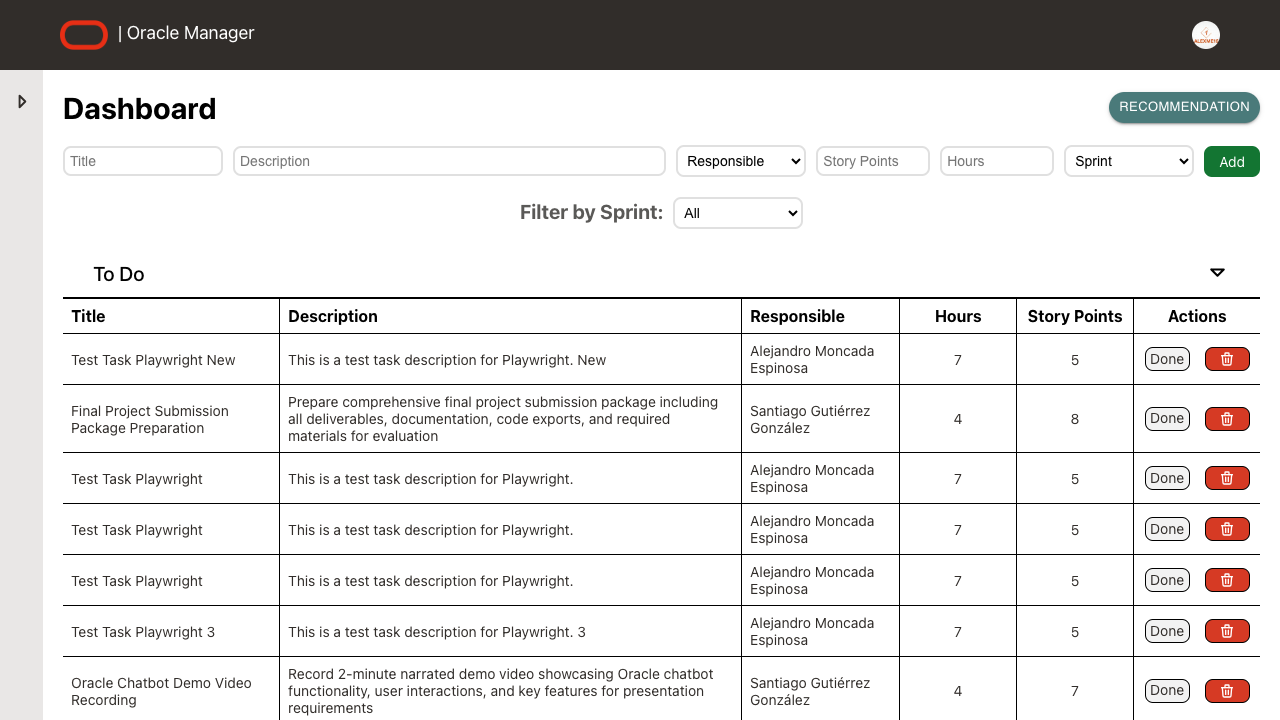 | Oracle Manager
Dashboard
RECOMMENDATION
Title
Description
Responsible
Story Points
Hours
Sprint
Add
Filter by Sprint:
All
To Do
Title
Description
Responsible
Hours
Story Points
Actions
Test Task Playwright New
This is a test task description for Playwright. New
Alejandro Moncada
Espinosa
7
5
Done
Final Project Submission
Package Preparation
Prepare comprehensive final project submission package including
all deliverables, documentation, code exports, and required
materials for evaluation
Santiago Gutiérrez
González
4
8
Done
Test Task Playwright
This is a test task description for Playwright.
Alejandro Moncada
Espinosa
7
5
Done
Test Task Playwright
This is a test task description for Playwright.
Alejandro Moncada
Espinosa
7
5
Done
Test Task Playwright
This is a test task description for Playwright.
Alejandro Moncada
Espinosa
7
5
Done
Test Task Playwright 3
This is a test task description for Playwright. 3
Alejandro Moncada
Espinosa
7
5
Done
Oracle Chatbot Demo Video
Recording
Record 2-minute narrated demo video showcasing Oracle chatbot
functionality, user interactions, and key features for presentation
requirements
Santiago Gutiérrez
González
4
7
Done